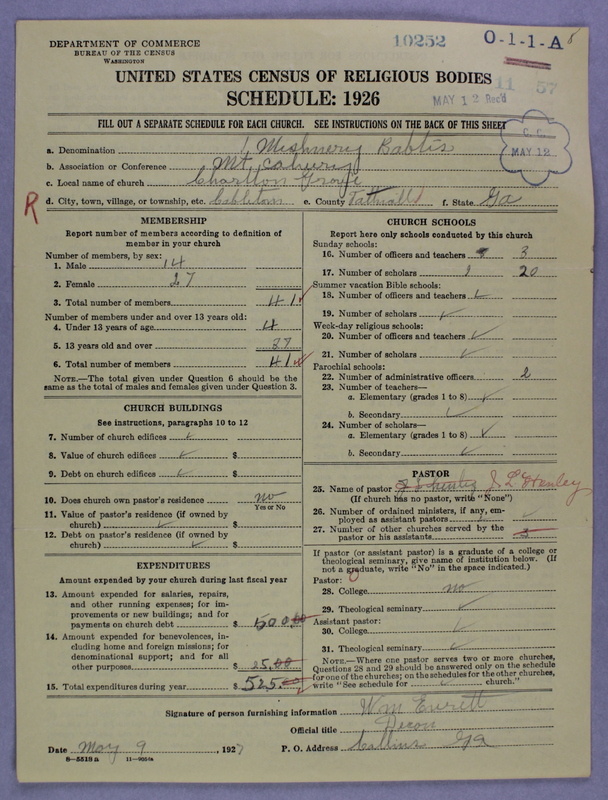 DEPARTMENT OF COMMERCE
BUREAU OF THE CENSUS
WASHINGTON
10252
O-1-1-A
UNITED STATES CENSUS OF RELIGIOUS BODIES
SCHEDULE: 1926
11 57
MAY 12 Rec'd
FILL OUT A SEPARATE SCHEDULE FOR EACH CHURCH. SEE INSTRUCTIONS ON THE BACK OF THIS SHEET
C. C.
MAY 12
a. Denomination Mishnery Babtis
b. Association or Conference Mt. Calvery
c. Local name of church Charlton Grove
R
d. City, town, village, or township, etc. Cobbletown e. County Tattnall f. State Ga
MEMBERSHIP
Report number of members according to definition of member in your church
Number of members, by sex:
1. Male 14
2. Female 27
3. Total number of members 41
Number of members under and over 13 years old:
4. Under 13 years of age 4
5. 13 years old and over 37
6. Total number of members 41
NOTE.—The total given under Question 6 should be the same as the total of males and females given under Question 3.
CHURCH BUILDINGS
See instructions, paragraphs 10 to 12
7. Number of church edifices
8. Value of church edifices $
9. Debt on church edifices $
10. Does church own pastor's residence no
Yes or No
11. Value of pastor's residence (if owned by church) $
12. Debt on pastor's residence (if owned by church) $
EXPENDITURES
Amount expended by your church during last fiscal year
13. Amount expended for salaries, repairs, and other running expenses; for improvements or new buildings; and for payments on church debt $ 500.00
14. Amount expended for benevolences, including home and foreign missions; for denominational support; and for all other purposes $ 25.00
15. Total expenditures during year $ 525.00
CHURCH SCHOOLS
Report here only schools conducted by this church
Sunday schools:
16. Number of officers and teachers 3
17. Number of scholars 20
Summer vacation Bible schools:
18. Number of officers and teachers
19. Number of scholars
Week-day religious schools:
20. Number of officers and teachers
21. Number of scholars
Parochial schools:
22. Number of administrative officers 2
23. Number of teachers—
a. Elementary (grades 1 to 8)
b. Secondary
24. Number of scholars—
a. Elementary (grades 1 to 8)
b. Secondary
PASTOR
25. Name of pastor J L Henley
(If church has no pastor, write "None")
26. Number of ordained ministers, if any, employed as assistant pastors
27. Number of other churches served by the pastor or his assistants 3
If pastor (or assistant pastor) is a graduate of a college or theological seminary, give name of institution below. (If not a graduate, write "No" in the space indicated.)
Pastor:
28. College no
29. Theological seminary
Assistant pastor:
30. College
31. Theological seminary
NOTE.—Where one pastor serves two or more churches, Questions 28 and 29 should be answered only on the schedule for one of the churches; on the schedules for the other churches, write "See schedule for church."
Signature of person furnishing information Wm Everett
Official title Decon
Date May 9, 1927 P. O. Address Collins Ga
8-5518 a 11-9054a